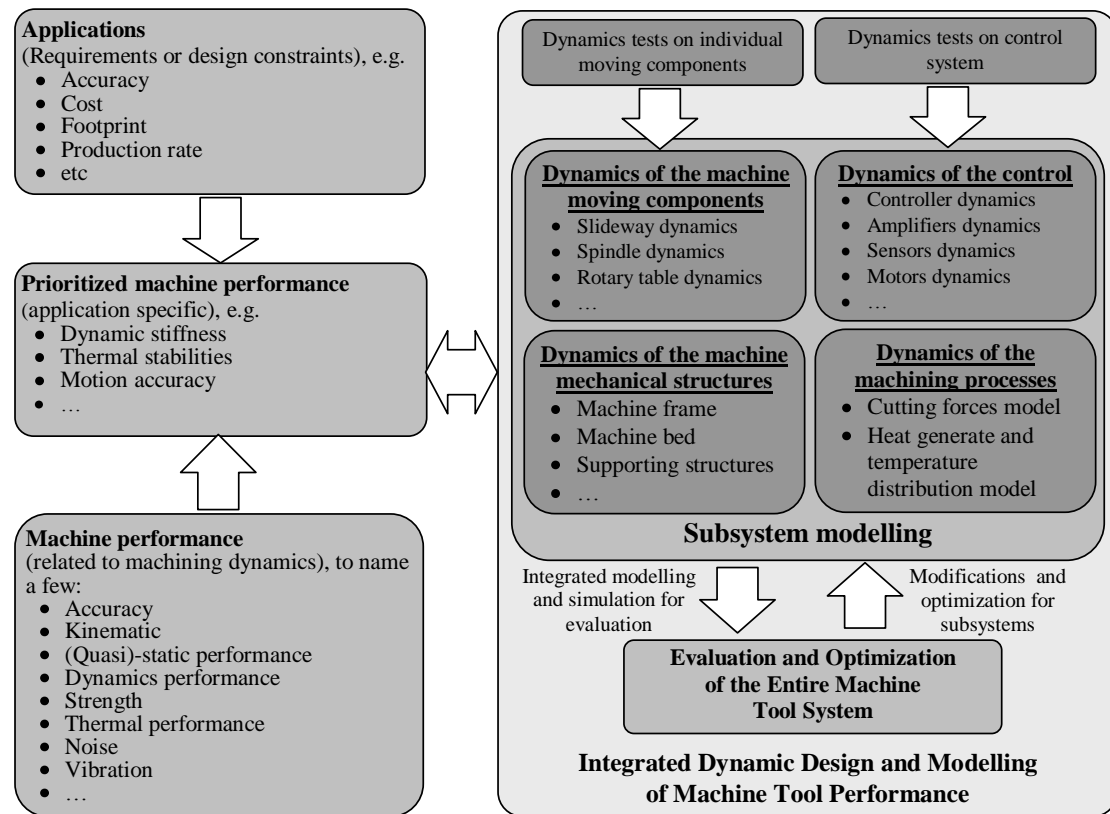 Applications
(Requirements or design constraints), e.g.
• Accuracy
• Cost
• Footprint
• Production rate
• etc
Prioritized machine performance
(application specific), e.g.
• Dynamic stiffness
• Thermal stabilities
• Motion accuracy
• …
Machine performance
(related to machining dynamics), to name
a few:
• Accuracy
• Kinematic
• (Quasi)-static performance
• Dynamics performance
• Strength
• Thermal performance
• Noise
• Vibration
• …
Dynamics tests on individual
moving components
Dynamics tests on control
system
Dynamics of the machine
moving components
• Slideway dynamics
• Spindle dynamics
• Rotary table dynamics
• …
Dynamics of the control
• Controller dynamics
• Amplifiers dynamics
• Sensors dynamics
• Motors dynamics
• …
Dynamics of the machine
mechanical structures
• Machine frame
• Machine bed
• Supporting structures
• …
Dynamics of the
machining processes
• Cutting forces model
• Heat generate and
temperature
distribution model
Subsystem modelling
Integrated modelling
and simulation for
evaluation
Modifications and
optimization for
subsystems
Evaluation and Optimization
of the Entire Machine
Tool System
Integrated Dynamic Design and Modelling
of Machine Tool Performance